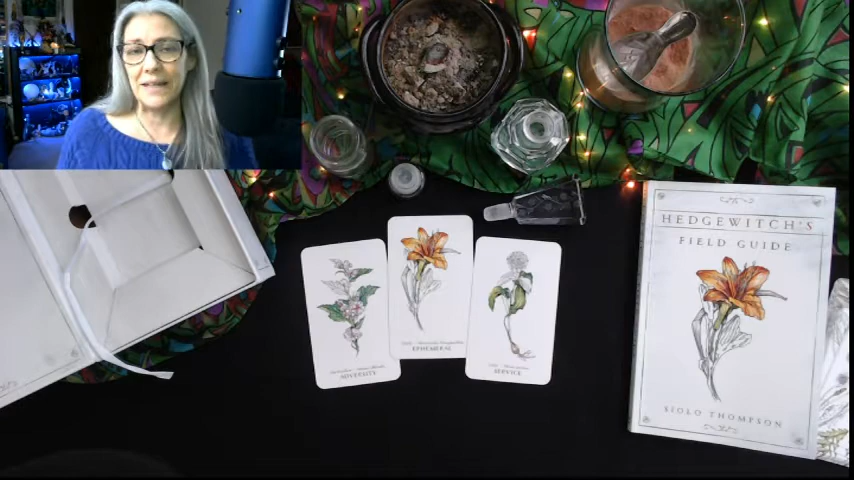 ADVERSITY
EPHEMERAL
SERVICE
HEDGEWITCH'S
FIELD GUIDE
SIOLO THOMPSON